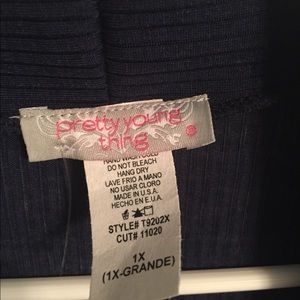 pretty young
thing ®
HAND WASH COLD
DO NOT BLEACH
HANG DRY
LAVE FRIO A MANO
NO USAR CLORO
MADE IN U.S.A.
HECHO EN E.U.A.
STYLE# T9202X
CUT# 11020
1X
(1X-GRANDE)